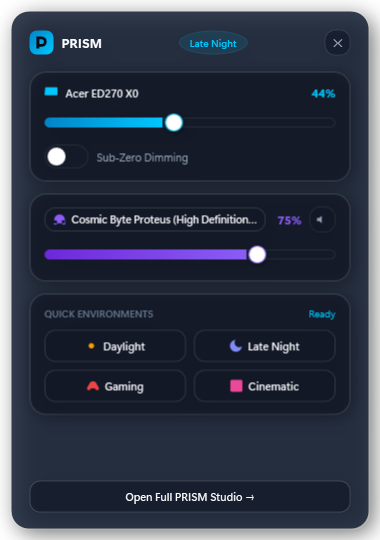 P PRISM
Late Night
Acer ED270 X0
44%
Sub-Zero Dimming
Cosmic Byte Proteus (High Definition...
75%
QUICK ENVIRONMENTS
Ready
Daylight
Late Night
Gaming
Cinematic
Open Full PRISM Studio →